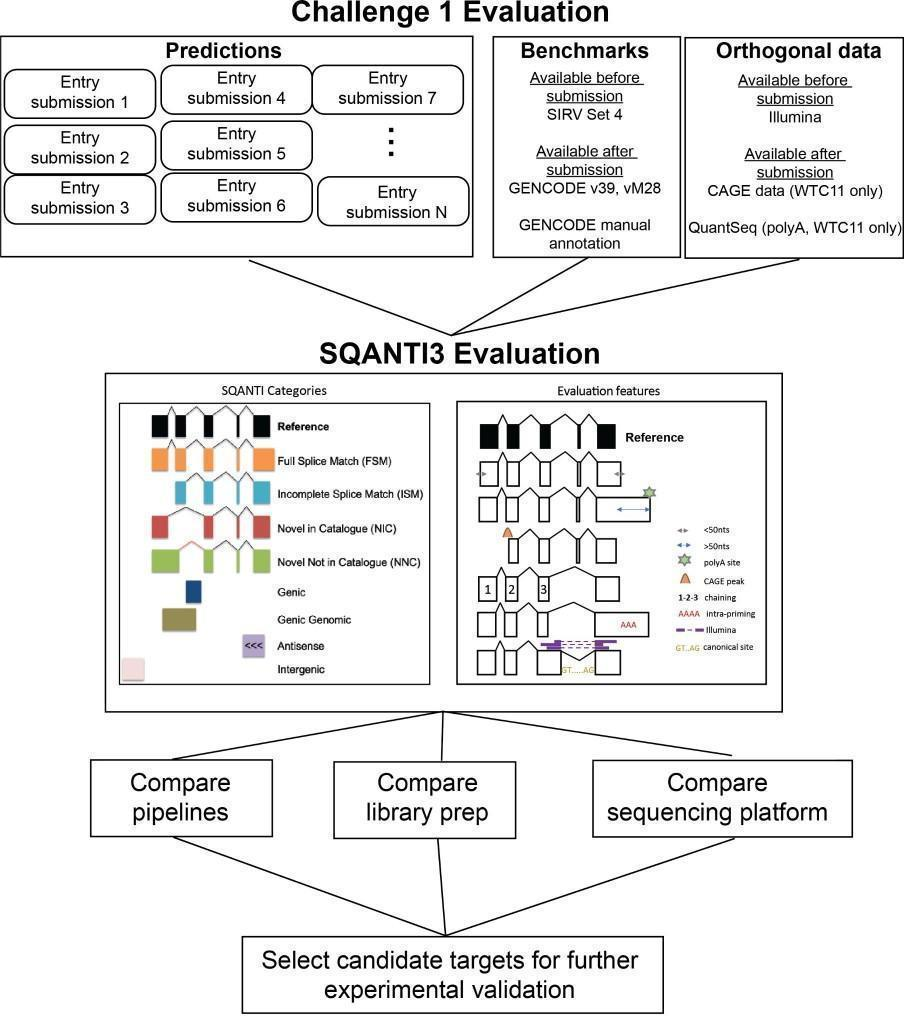 Challenge 1 Evaluation
Predictions
Entry
submission 1
Entry
submission 4
Entry
submission 7
Entry
submission 2
Entry
submission 5
Entry
submission 3
Entry
submission 6
Entry
submission N
Benchmarks
Available before
submission
SIRV Set 4
Available after
submission
GENCODE v39, vM28
GENCODE manual
annotation
Orthogonal data
Available before
submission
Illumina
Available after
submission
CAGE data (WTC11 only)
QuantSeq (polyA, WTC11 only)
SQANTI3 Evaluation
SQANTI Categories
Reference
Full Splice Match (FSM)
Incomplete Splice Match (ISM)
Novel in Catalogue (NIC)
Novel Not in Catalogue (NNC)
Genic
Genic Genomic
<<< Antisense
Intergenic
Evaluation features
Reference
1 2 3
AAA
GT.....AG
<50nts
>50nts
polyA site
CAGE peak
1-2-3 chaining
AAAA intra-priming
Illumina
GT..AG canonical site
Compare
pipelines
Compare
library prep
Compare
sequencing platform
Select candidate targets for further
experimental validation